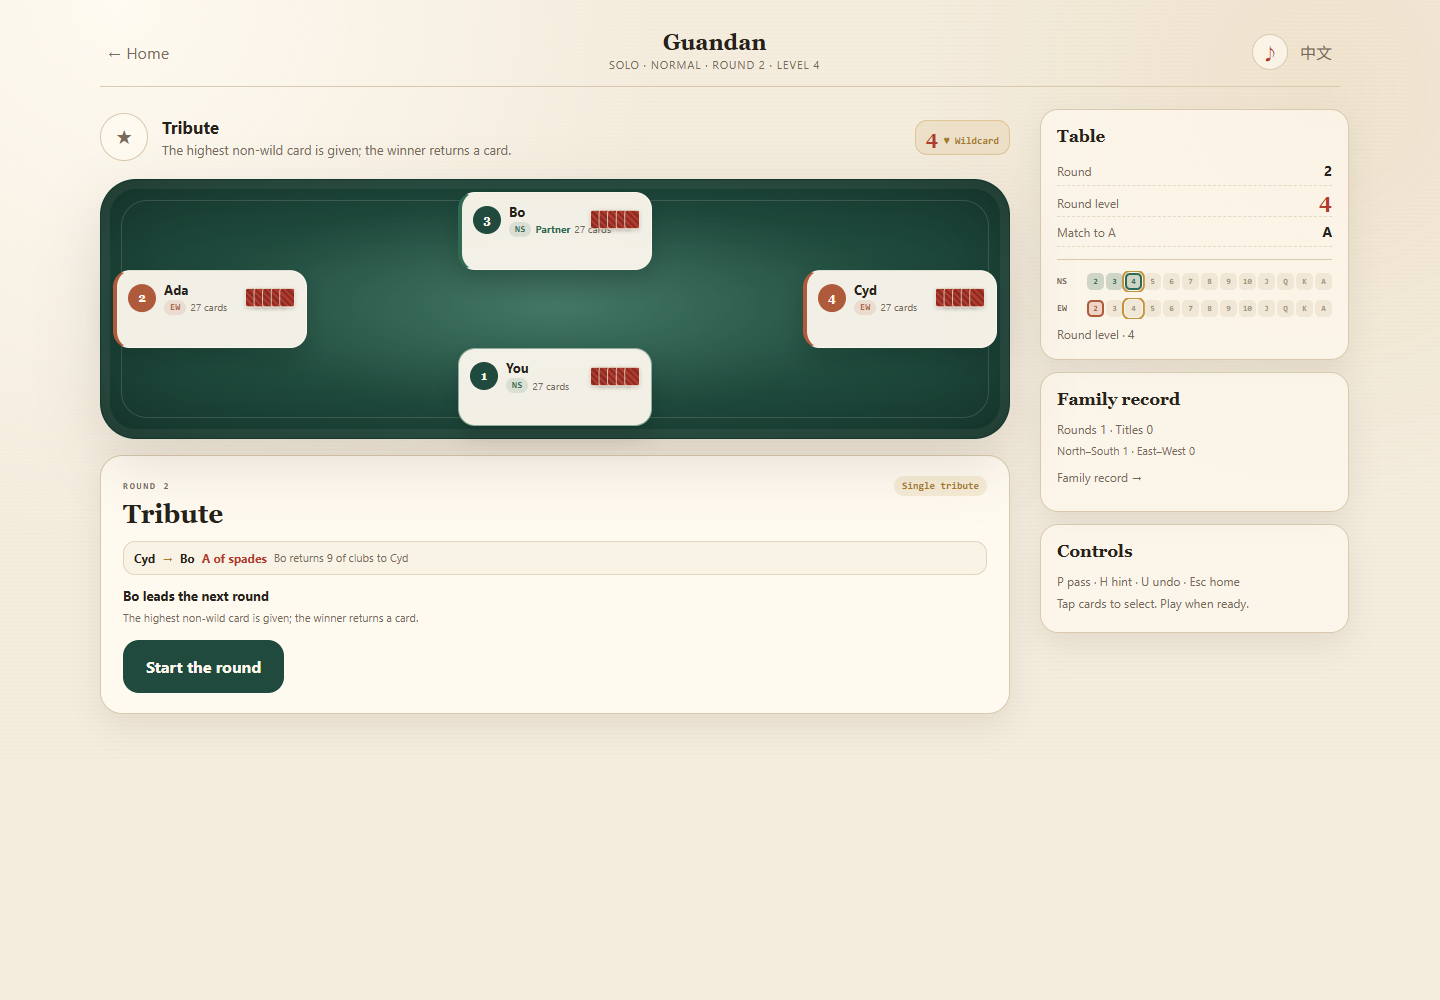 ← Home
Guandan
SOLO · NORMAL · ROUND 2 · LEVEL 4
♪ 中文
★ Tribute
The highest non-wild card is given; the winner returns a card.
4 ♥ Wildcard
3 Bo
NS Partner 27 cards
2 Ada
EW 27 cards
4 Cyd
EW 27 cards
1 You
NS 27 cards
ROUND 2
Single tribute
Tribute
Cyd → Bo A of spades Bo returns 9 of clubs to Cyd
Bo leads the next round
The highest non-wild card is given; the winner returns a card.
Start the round
Table
Round 2
Round level 4
Match to A A
NS 2 3 4 5 6 7 8 9 10 J Q K A
EW 2 3 4 5 6 7 8 9 10 J Q K A
Round level · 4
Family record
Rounds 1 · Titles 0
North–South 1 · East–West 0
Family record →
Controls
P pass · H hint · U undo · Esc home
Tap cards to select. Play when ready.